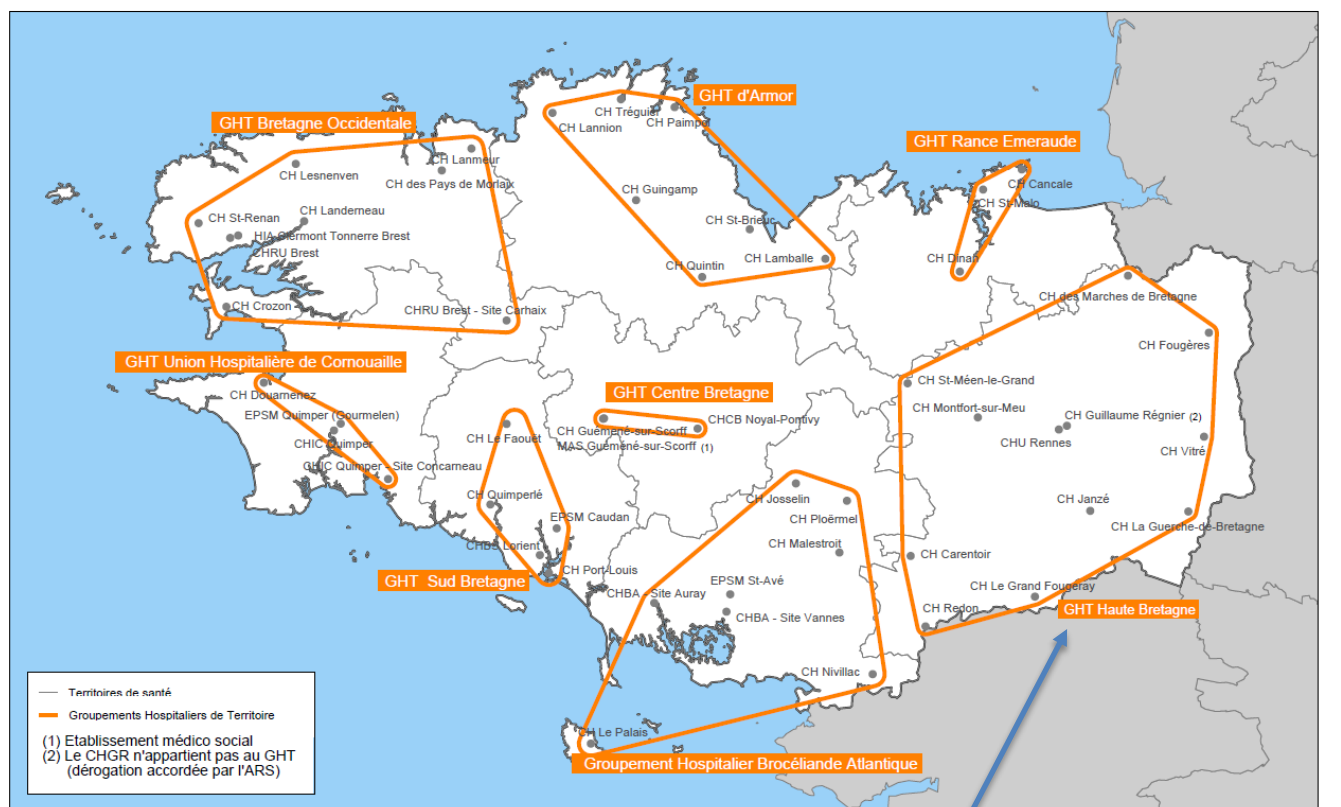 GHT d'Armor
GHT Bretagne Occidentale
CH Tréguier
CH Paimpol
CH Lannion
GHT Rance Emeraude
CH Lanmeur
CH Lesnenven
CH des Pays de Morlaix
CH Cancale
CH St-Malo
CH Guingamp
CH St-Renan
CH Landerneau
CH St-Brieuc
HIA Clermont Tonnerre Brest
CHRU Brest
CH Quintin
CH Lamballe
CH Dinan
CH Crozon
CHRU Brest - Site Carhaix
CH des Marches de Bretagne
CH Fougères
GHT Union Hospitalière de Cornouaille
CH Douarnenez
GHT Centre Bretagne
CH St-Méen-le-Grand
EPSM Quimper (Gourmelen)
CH Montfort-sur-Meu
CH Guillaume Régnier (2)
CHCB Noyal-Pontivy
CH Guémené-sur-Scorff
MAS Guémené-sur-Scorff (1)
CH Le Faouët
CHIC Quimper
CHU Rennes
CH Vitré
CHIC Quimper - Site Concarneau
CH Josselin
CH Quimperlé
CH Ploërmel
CH Janzé
CH La Guerche-de-Bretagne
EPSM Caudan
CHBS Lorient
CH Malestroit
CH Carentoir
CH Port-Louis
GHT Sud Bretagne
EPSM St-Avé
CHBA - Site Auray
CHBA - Site Vannes
CH Le Grand Fougeray
CH Redon
GHT Haute Bretagne
CH Nivillac
CH Le Palais
Groupement Hospitalier Brocéliande Atlantique
Territoires de santé
Groupements Hospitaliers de Territoire
(1) Etablissement médico social
(2) Le CHGR n'appartient pas au GHT
(dérogation accordée par l'ARS)